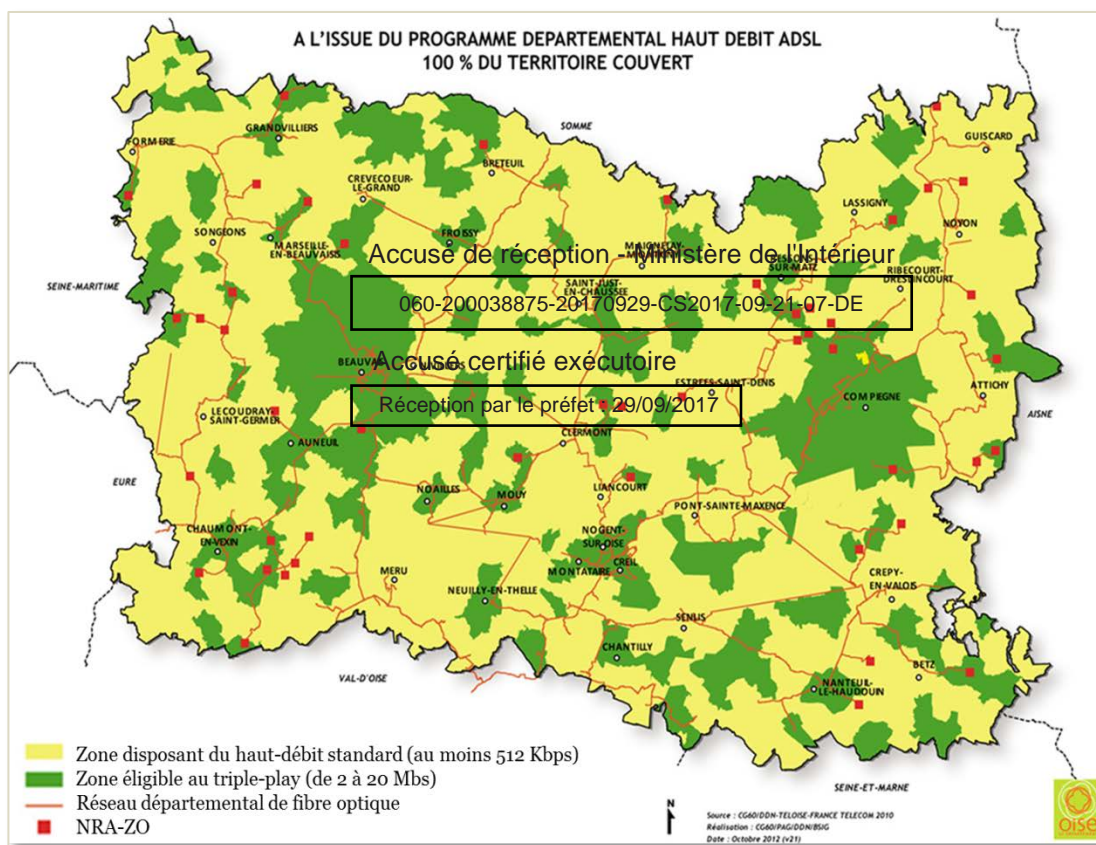 A L'ISSUE DU PROGRAMME DEPARTEMENTAL HAUT DEBIT ADSL
100 % DU TERRITOIRE COUVERT
SOMME
GUISCARD
FORMERIE
GRANDVILLIERS
BRETEUIL
CREVECOEUR-
LE-GRAND
LASSIGNY
NOYON
SONGEONS
MARSEILLE-
EN-BEAUVAISIS
FROISSY
Accusé de réception - Ministère de l'Intérieur
SUR-MATZ
RIBECOURT-
DRESLINCOURT
SEINE-MARITIME
SAINT-JUST-
EN-CHAUSSEE
060-200038875-20170929-CS2017-09-21-07-DE
Accusé certifié exécutoire
BEAUVAIS
Réception par le préfet : 29/09/2017
ESTREES-SAINT-DENIS
COMPIEGNE
ATTICHY
AISNE
LECOUDRAY-
SAINT-GERMER
AUNEUIL
CLERMONT
EURE
NOAILLES
MOUY
LIANCOURT
PONT-SAINTE-MAXENCE
CHAUMONT-
EN-VEXIN
NOGENT-
SUR-OISE
MONTATAIRE
CREIL
MERU
NEUILLY-EN-THELLE
CREPY-
EN-VALOIS
SENLIS
CHANTILLY
BETZ
NANTEUIL-
LE-HAUDOUIN
VAL-D'OISE
SEINE-ET-MARNE
Zone disposant du haut-débit standard (au moins 512 Kbps)
Zone éligible au triple-play (de 2 à 20 Mbs)
Réseau départemental de fibre optique
NRA-ZO
N
Source : CG60/DDN-TELOISE-FRANCE TELECOM 2010
Réalisation : CG60/PAG/DDN/BSIG
Date : Octobre 2012 (v21)
oise